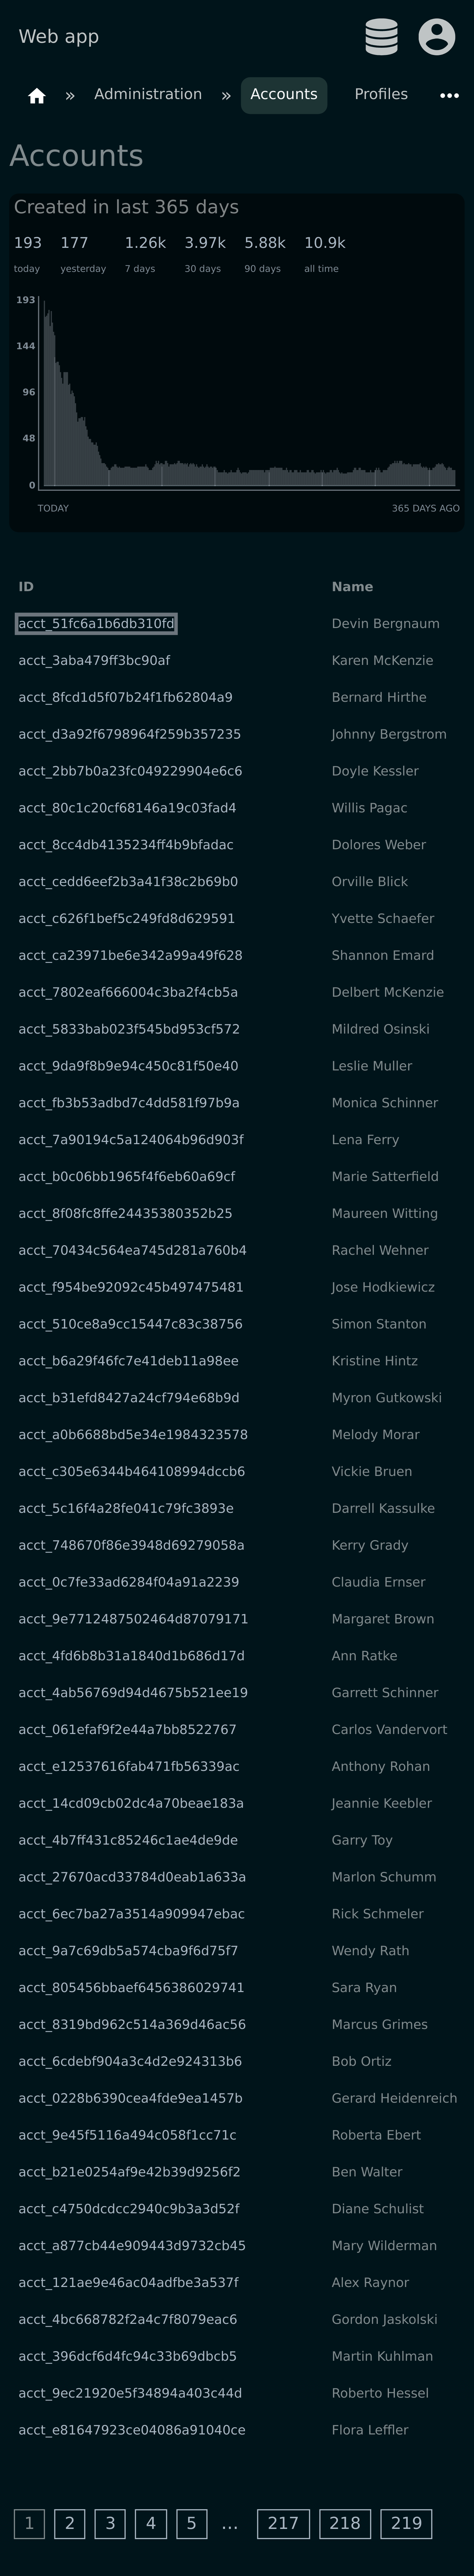 Web app
» Administration » Accounts Profiles
Accounts
Created in last 365 days
193 177 1.26k 3.97k 5.88k 10.9k
today yesterday 7 days 30 days 90 days all time
193
144
96
48
0
TODAY 365 DAYS AGO
ID Name
acct_51fc6a1b6db310fd Devin Bergnaum
acct_3aba479ff3bc90af Karen McKenzie
acct_8fcd1d5f07b24f1fb62804a9 Bernard Hirthe
acct_d3a92f6798964f259b357235 Johnny Bergstrom
acct_2bb7b0a23fc049229904e6c6 Doyle Kessler
acct_80c1c20cf68146a19c03fad4 Willis Pagac
acct_8cc4db4135234ff4b9bfadac Dolores Weber
acct_cedd6eef2b3a41f38c2b69b0 Orville Blick
acct_c626f1bef5c249fd8d629591 Yvette Schaefer
acct_ca23971be6e342a99a49f628 Shannon Emard
acct_7802eaf666004c3ba2f4cb5a Delbert McKenzie
acct_5833bab023f545bd953cf572 Mildred Osinski
acct_9da9f8b9e94c450c81f50e40 Leslie Muller
acct_fb3b53adbd7c4dd581f97b9a Monica Schinner
acct_7a90194c5a124064b96d903f Lena Ferry
acct_b0c06bb1965f4f6eb60a69cf Marie Satterfield
acct_8f08fc8ffe24435380352b25 Maureen Witting
acct_70434c564ea745d281a760b4 Rachel Wehner
acct_f954be92092c45b497475481 Jose Hodkiewicz
acct_510ce8a9cc15447c83c38756 Simon Stanton
acct_b6a29f46fc7e41deb11a98ee Kristine Hintz
acct_b31efd8427a24cf794e68b9d Myron Gutkowski
acct_a0b6688bd5e34e1984323578 Melody Morar
acct_c305e6344b464108994dccb6 Vickie Bruen
acct_5c16f4a28fe041c79fc3893e Darrell Kassulke
acct_748670f86e3948d69279058a Kerry Grady
acct_0c7fe33ad6284f04a91a2239 Claudia Ernser
acct_9e7712487502464d87079171 Margaret Brown
acct_4fd6b8b31a1840d1b686d17d Ann Ratke
acct_4ab56769d94d4675b521ee19 Garrett Schinner
acct_061efaf9f2e44a7bb8522767 Carlos Vandervort
acct_e12537616fab471fb56339ac Anthony Rohan
acct_14cd09cb02dc4a70beae183a Jeannie Keebler
acct_4b7ff431c85246c1ae4de9de Garry Toy
acct_27670acd33784d0eab1a633a Marlon Schumm
acct_6ec7ba27a3514a909947ebac Rick Schmeler
acct_9a7c69db5a574cba9f6d75f7 Wendy Rath
acct_805456bbaef6456386029741 Sara Ryan
acct_8319bd962c514a369d46ac56 Marcus Grimes
acct_6cdebf904a3c4d2e924313b6 Bob Ortiz
acct_0228b6390cea4fde9ea1457b Gerard Heidenreich
acct_9e45f5116a494c058f1cc71c Roberta Ebert
acct_b21e0254af9e42b39d9256f2 Ben Walter
acct_c4750dcdcc2940c9b3a3d52f Diane Schulist
acct_a877cb44e909443d9732cb45 Mary Wilderman
acct_121ae9e46ac04adfbe3a537f Alex Raynor
acct_4bc668782f2a4c7f8079eac6 Gordon Jaskolski
acct_396dcf6d4fc94c33b69dbcb5 Martin Kuhlman
acct_9ec21920e5f34894a403c44d Roberto Hessel
acct_e81647923ce04086a91040ce Flora Leffler
1 2 3 4 5 … 217 218 219